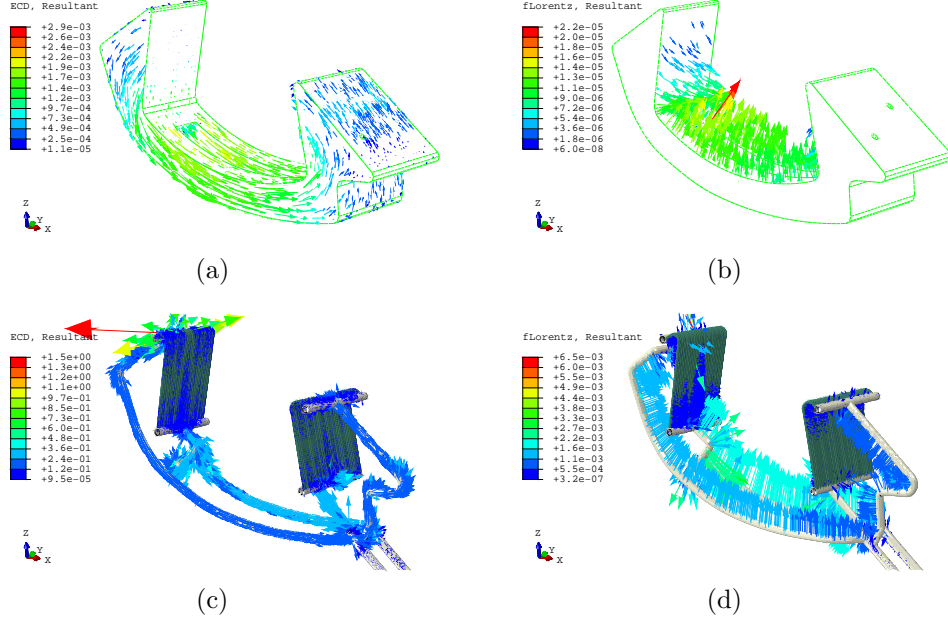 ECD, Resultant
+2.9e-03
+2.6e-03
+2.4e-03
+2.2e-03
+1.9e-03
+1.7e-03
+1.4e-03
+1.2e-03
+9.7e-04
+7.3e-04
+4.9e-04
+2.5e-04
+1.1e-05
Z
Y
X
(a)
fLorentz, Resultant
+2.2e-05
+2.0e-05
+1.8e-05
+1.6e-05
+1.4e-05
+1.3e-05
+1.1e-05
+9.0e-06
+7.2e-06
+5.4e-06
+3.6e-06
+1.8e-06
+6.0e-08
Z
Y
X
(b)
ECD, Resultant
+1.5e+00
+1.3e+00
+1.2e+00
+1.1e+00
+9.7e-01
+8.5e-01
+7.3e-01
+6.0e-01
+4.8e-01
+3.6e-01
+2.4e-01
+1.2e-01
+9.5e-05
Z
Y
X
(c)
fLorentz, Resultant
+6.5e-03
+6.0e-03
+5.5e-03
+4.9e-03
+4.4e-03
+3.8e-03
+3.3e-03
+2.7e-03
+2.2e-03
+1.6e-03
+1.1e-03
+5.5e-04
+3.2e-07
Z
Y
X
(d)